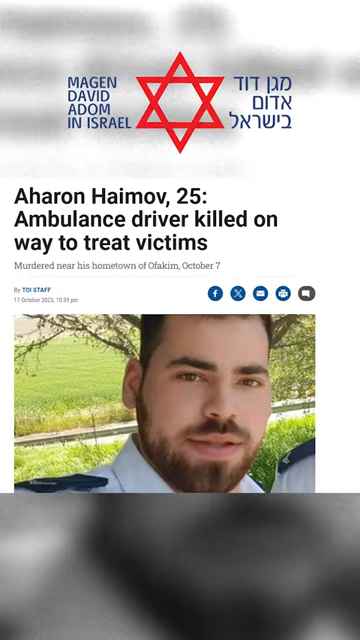 MAGEN
DAVID
ADOM
IN ISRAEL
מגן דוד
אדום
בישראל
Aharon Haimov, 25:
Ambulance driver killed on
way to treat victims
Murdered near his hometown of Ofakim, October 7
By TOI STAFF
17 October 2023, 10:39 pm